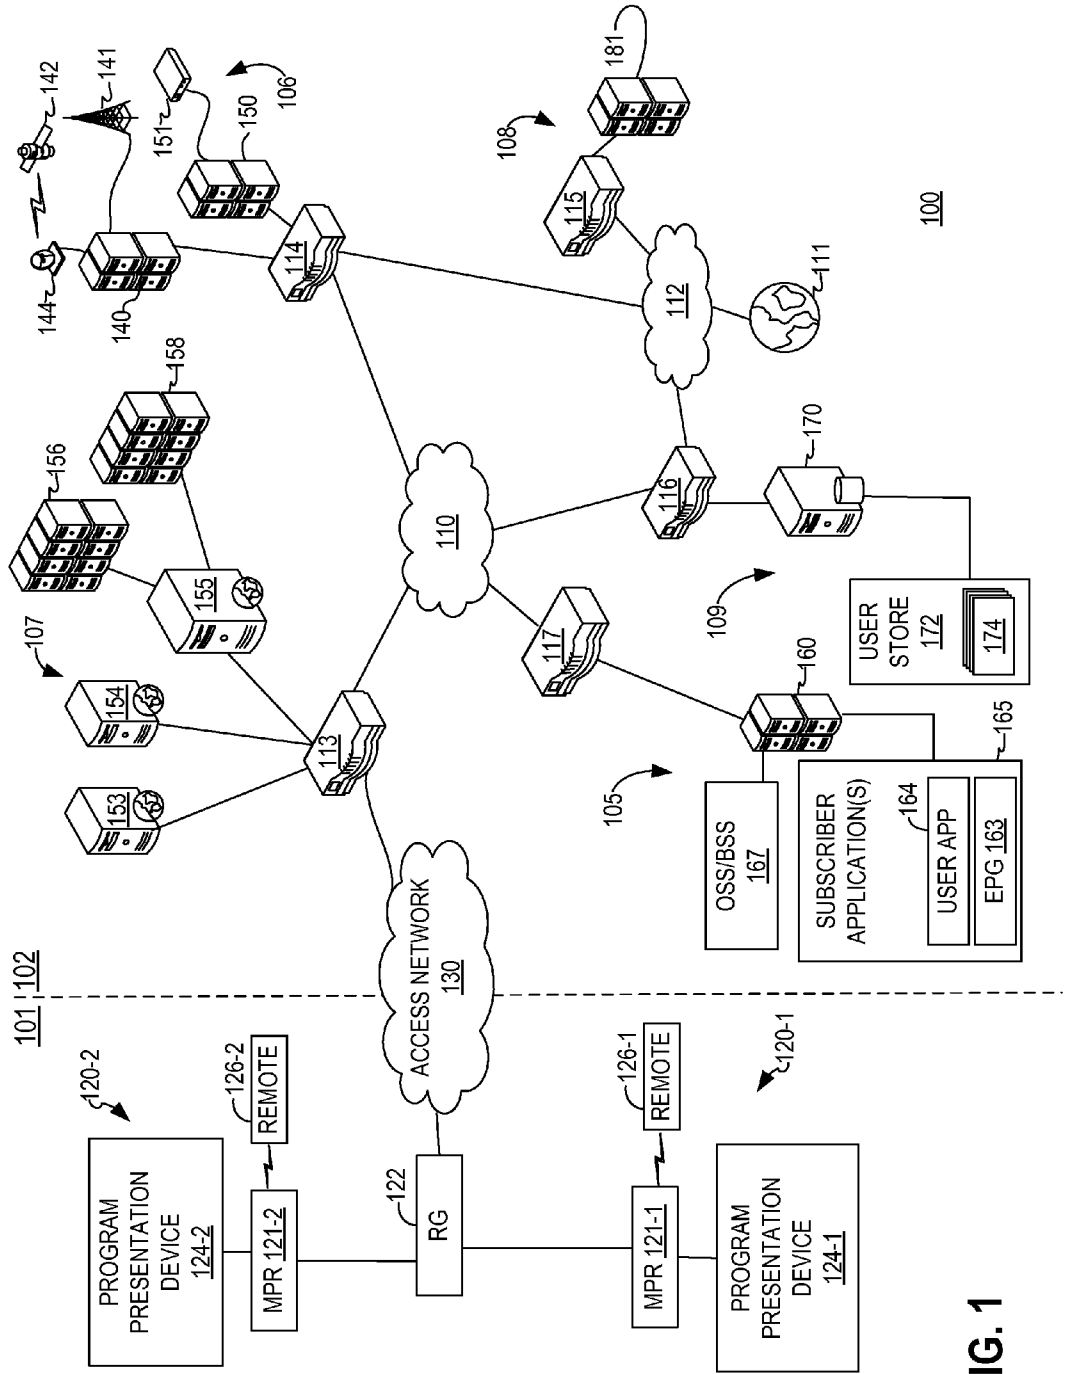 101
102
120-2
PROGRAM
PRESENTATION
DEVICE
124-2
126-2
REMOTE
MPR 121-2
122
RG
126-1
REMOTE
MPR 121-1
120-1
PROGRAM
PRESENTATION
DEVICE
124-1
ACCESS NETWORK
130
107
153
154
155
156
158
113
144
142
141
140
151
106
150
114
110
108
181
115
112
111
116
170
109
USER
STORE
172
174
117
160
105
OSS/BSS
167
165
SUBSCRIBER
APPLICATION(S)
164
USER APP
EPG 163
100
IG. 1